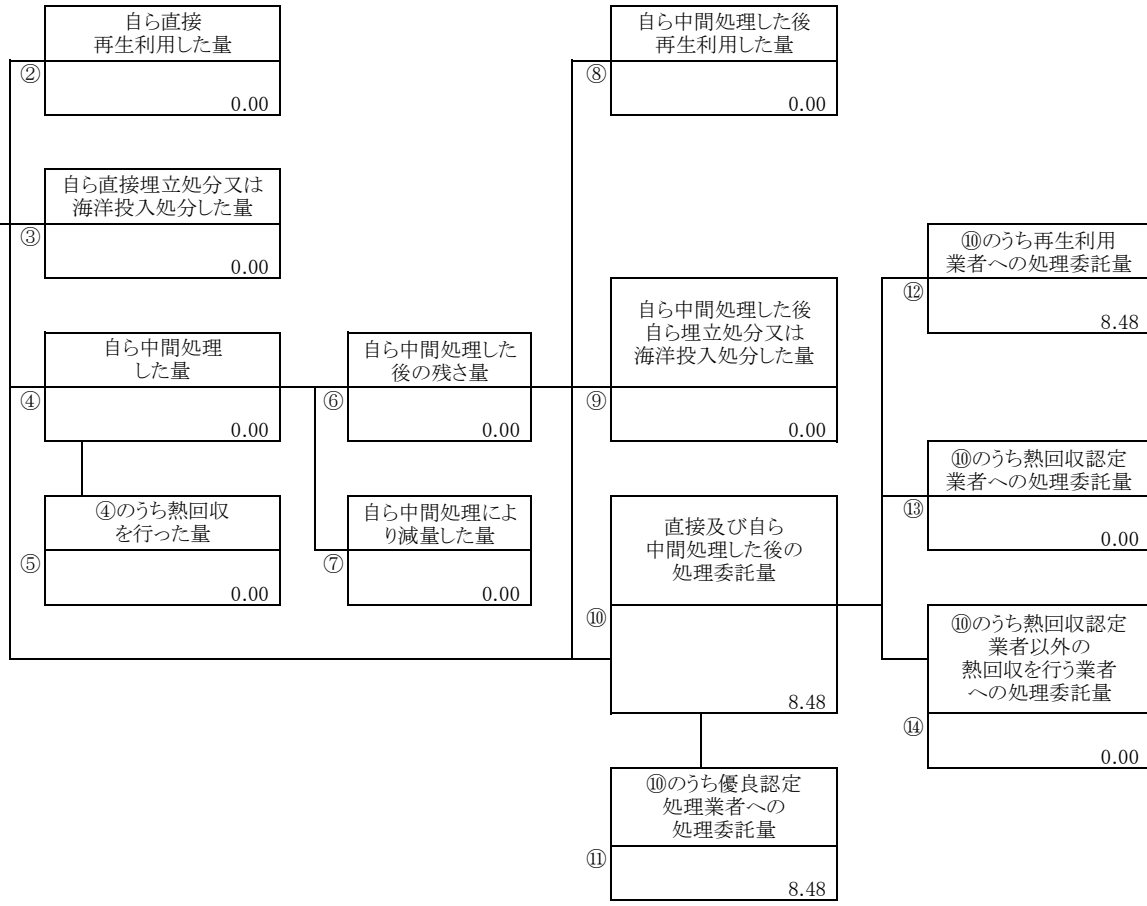 自ら直接
再生利用した量
②
0.00
自ら中間処理した後
再生利用した量
⑧
0.00
自ら直接埋立処分又は
海洋投入処分した量
③
0.00
⑩のうち再生利用
業者への処理委託量
⑫
8.48
自ら中間処理
した量
④
0.00
自ら中間処理した
後の残さ量
⑥
0.00
自ら中間処理した後
自ら埋立処分又は
海洋投入処分した量
⑨
0.00
⑩のうち熱回収認定
業者への処理委託量
⑬
0.00
④のうち熱回収
を行った量
⑤
0.00
自ら中間処理によ
り減量した量
⑦
0.00
直接及び自ら
中間処理した後の
処理委託量
⑩
8.48
⑩のうち熱回収認定
業者以外の
熱回収を行う業者
への処理委託量
⑭
0.00
⑩のうち優良認定
処理業者への
処理委託量
⑪
8.48